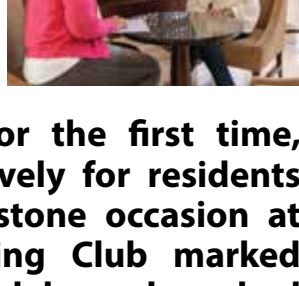 or the first time,
vely for residents
stone occasion at
ing Club marked